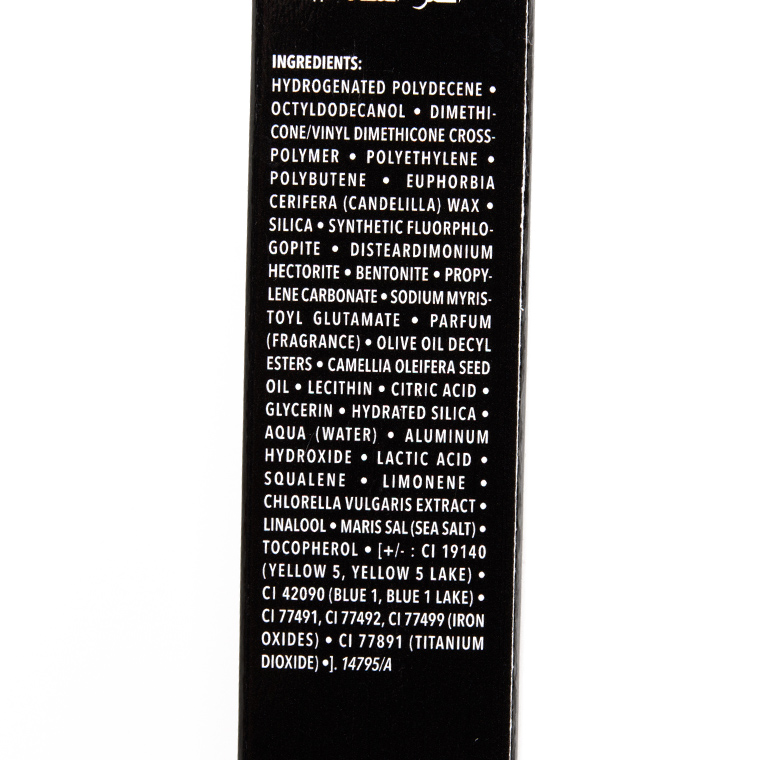 INGREDIENTS:
HYDROGENATED POLYDECENE •
OCTYLDODECANOL • DIMETHI-
CONE/VINYL DIMETHICONE CROSS-
POLYMER • POLYETHYLENE •
POLYBUTENE • EUPHORBIA
CERIFERA (CANDELILLA) WAX •
SILICA • SYNTHETIC FLUORPHLO-
GOPITE • DISTEARDIMONIUM
HECTORITE • BENTONITE • PROPY-
LENE CARBONATE • SODIUM MYRIS-
TOYL GLUTAMATE • PARFUM
(FRAGRANCE) • OLIVE OIL DECYL
ESTERS • CAMELLIA OLEIFERA SEED
OIL • LECITHIN • CITRIC ACID •
GLYCERIN • HYDRATED SILICA •
AQUA (WATER) • ALUMINUM
HYDROXIDE • LACTIC ACID •
SQUALENE • LIMONENE •
CHLORELLA VULGARIS EXTRACT •
LINALOOL • MARIS SAL (SEA SALT) •
TOCOPHEROL • [+/- : CI 19140
(YELLOW 5, YELLOW 5 LAKE) •
CI 42090 (BLUE 1, BLUE 1 LAKE) •
CI 77491, CI 77492, CI 77499 (IRON
OXIDES) • CI 77891 (TITANIUM
DIOXIDE) •]. 14795/A